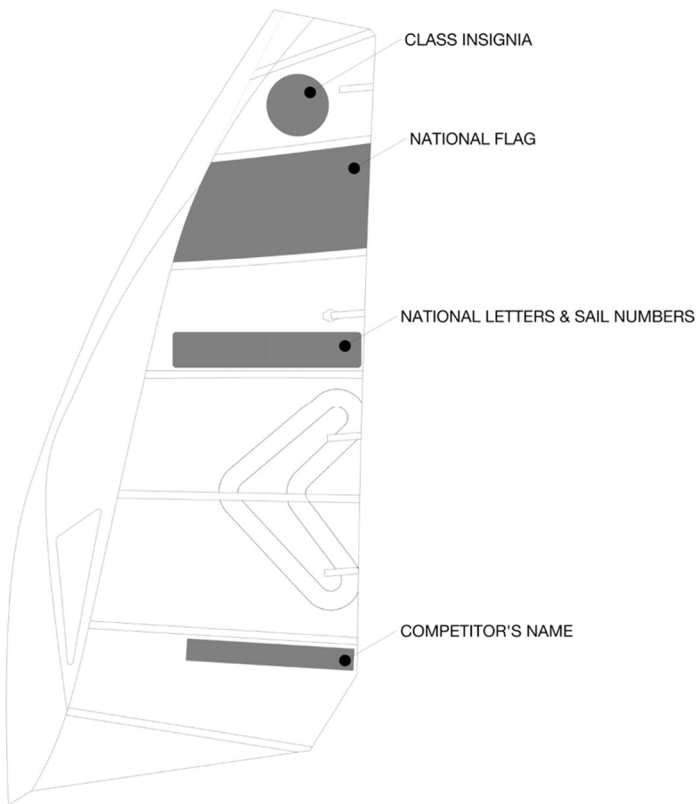 CLASS INSIGNIA
NATIONAL FLAG
NATIONAL LETTERS & SAIL NUMBERS
COMPETITOR'S NAME